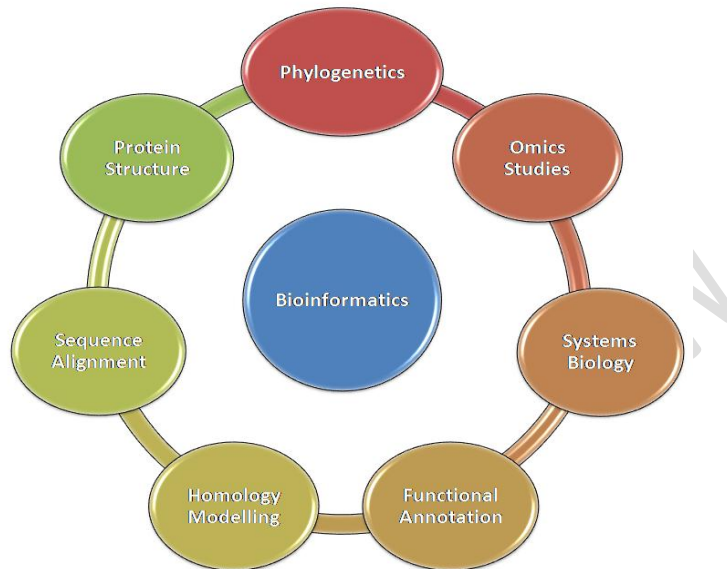 Phylogenetics
Omics
Studies
Systems
Biology
Functional
Annotation
Homology
Modelling
Sequence
Alignment
Protein
Structure
Bioinformatics